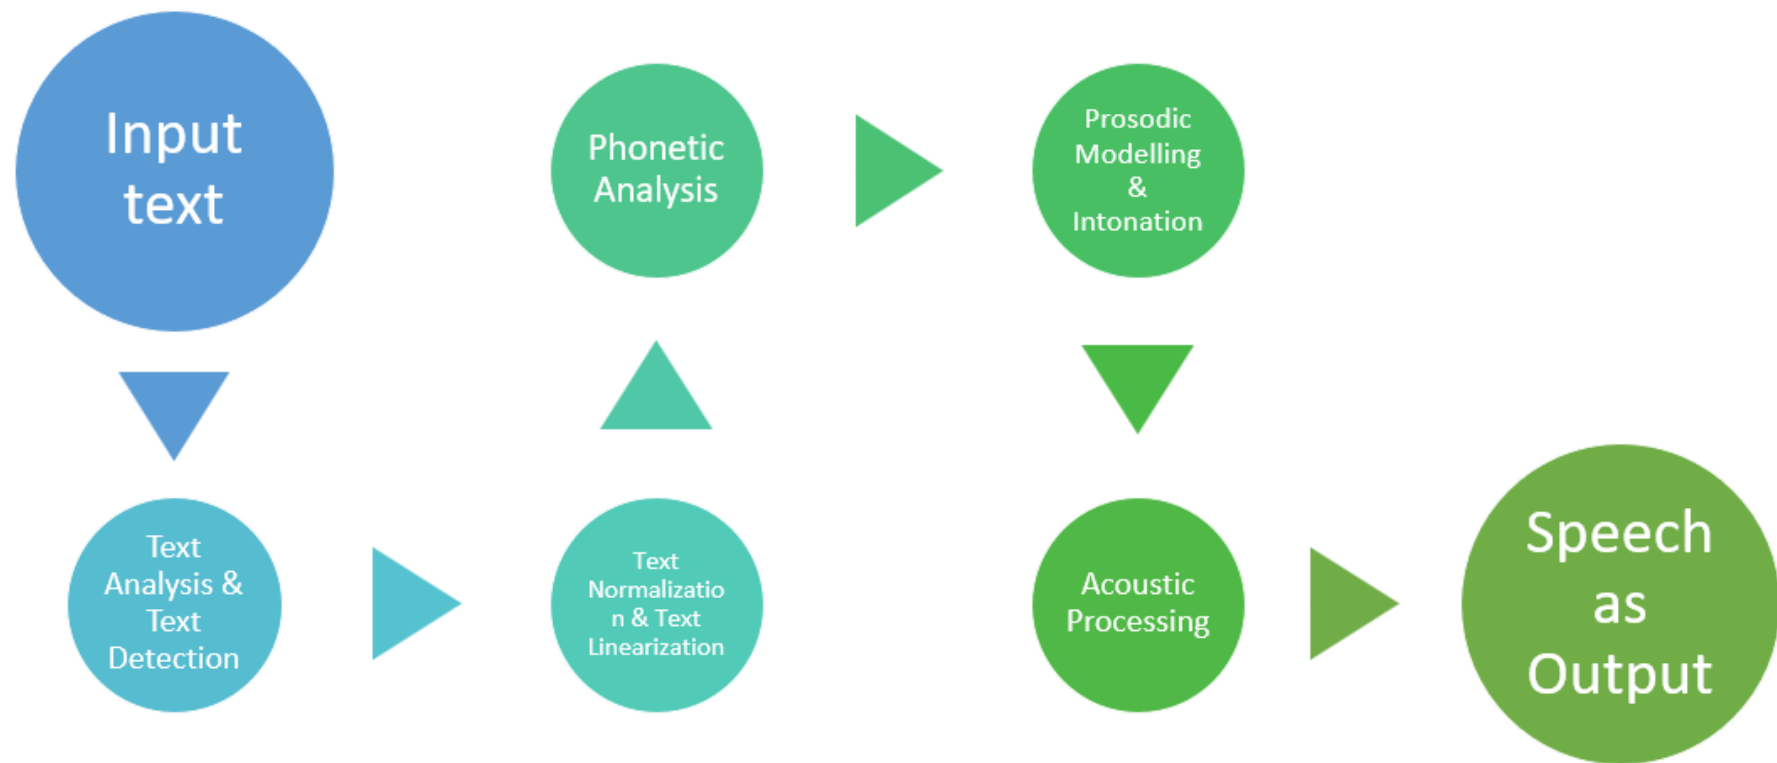 Input
text
Text
Analysis &
Text
Detection
Text
Normalizatio
n & Text
Linearization
Phonetic
Analysis
Prosodic
Modelling
&
Intonation
Acoustic
Processing
Speech
as
Output